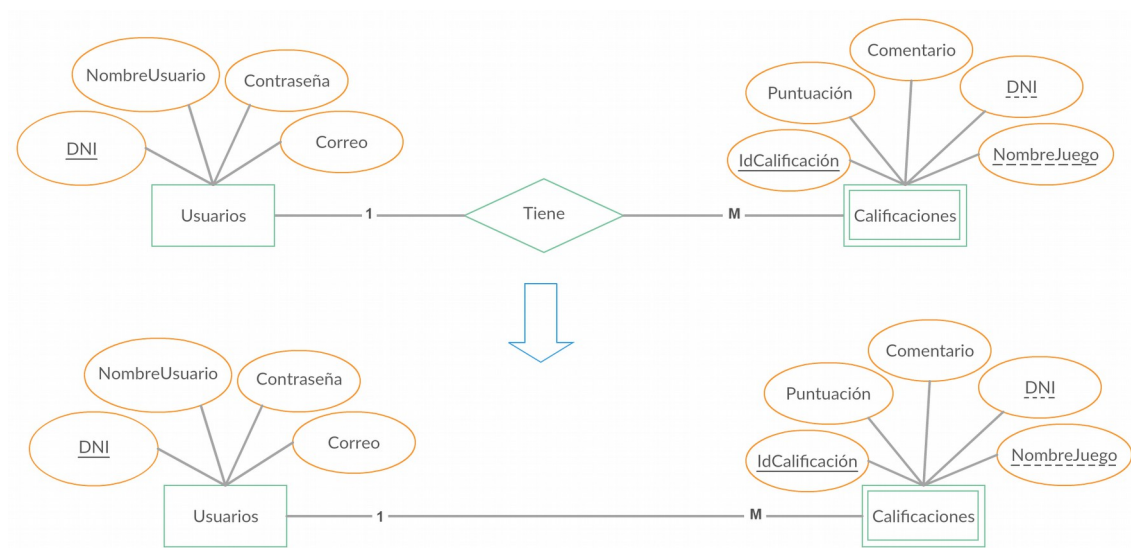 Comentario
NombreUsuario
Contraseña
Puntuación
DNI
DNI
Correo
IdCalificación
NombreJuego
Usuarios
1
Tiene
M
Calificaciones
Comentario
NombreUsuario
Contraseña
Puntuación
DNI
DNI
Correo
IdCalificación
NombreJuego
Usuarios
1
M
Calificaciones